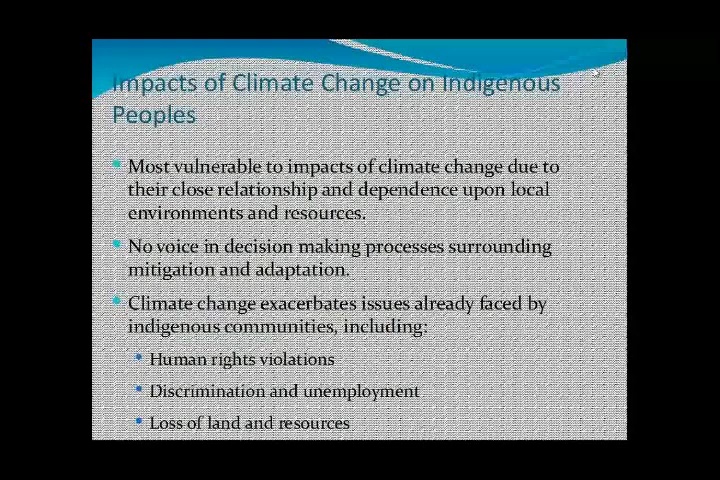 Impacts of Climate Change on Indigenous
Peoples
Most vulnerable to impacts of climate change due to
their close relationship and dependence upon local
environments and resources.
No voice in decision making processes surrounding
mitigation and adaptation.
Climate change exacerbates issues already faced by
indigenous communities, including:
Human rights violations
Discrimination and unemployment
Loss of land and resources